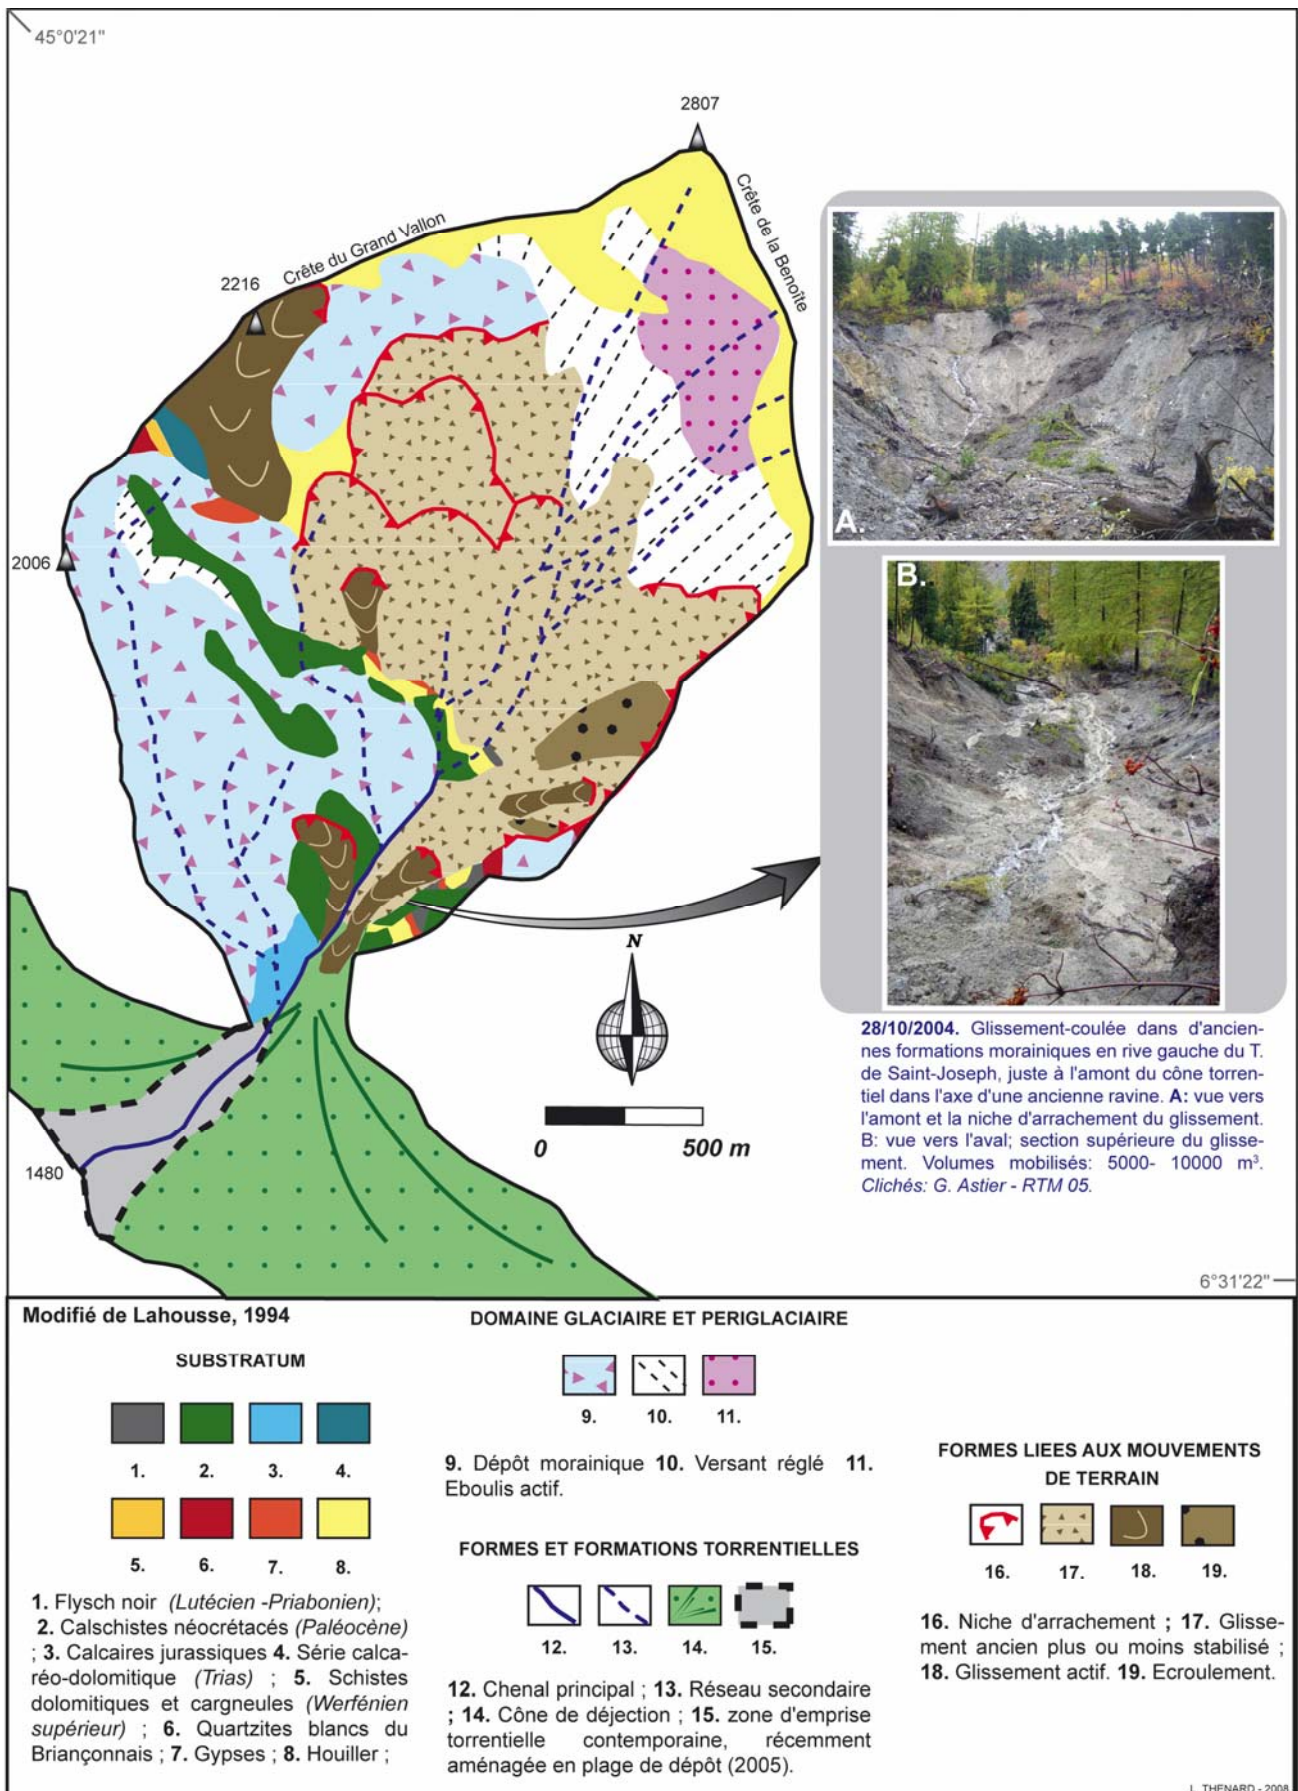 45°0'21"
2807
Crête du Grand Vallon
Crête de la Benoîte
2216
2006
A.
B.
N
0 500 m
1480
28/10/2004. Glissement-coulée dans d'ancien-
nes formations morainiques en rive gauche du T.
de Saint-Joseph, juste à l'amont du cône torren-
tiel dans l'axe d'une ancienne ravine. A: vue vers
l'amont et la niche d'arrachement du glissement.
B: vue vers l'aval; section supérieure du glisse-
ment. Volumes mobilisés: 5000- 10000 m³.
Clichés: G. Astier - RTM 05.
6°31'22"
Modifié de Lahousse, 1994
SUBSTRATUM
1. 2. 3. 4.
5. 6. 7. 8.
1. Flysch noir (Lutécien -Priabonien);
2. Calschistes néocrétacés (Paléocène)
; 3. Calcaires jurassiques 4. Série calca-
réo-dolomitique (Trias) ; 5. Schistes
dolomitiques et cargneules (Werfénien
supérieur) ; 6. Quartzites blancs du
Briançonnais ; 7. Gypses ; 8. Houiller ;
DOMAINE GLACIAIRE ET PERIGLACIAIRE
9. 10. 11.
9. Dépôt morainique 10. Versant réglé 11.
Eboulis actif.
FORMES ET FORMATIONS TORRENTIELLES
12. 13. 14. 15.
12. Chenal principal ; 13. Réseau secondaire
; 14. Cône de déjection ; 15. zone d'emprise
torrentielle contemporaine, récemment
aménagée en plage de dépôt (2005).
FORMES LIEES AUX MOUVEMENTS
DE TERRAIN
16. 17. 18. 19.
16. Niche d'arrachement ; 17. Glisse-
ment ancien plus ou moins stabilisé ;
18. Glissement actif. 19. Ecroulement.
L. THENARD - 2008